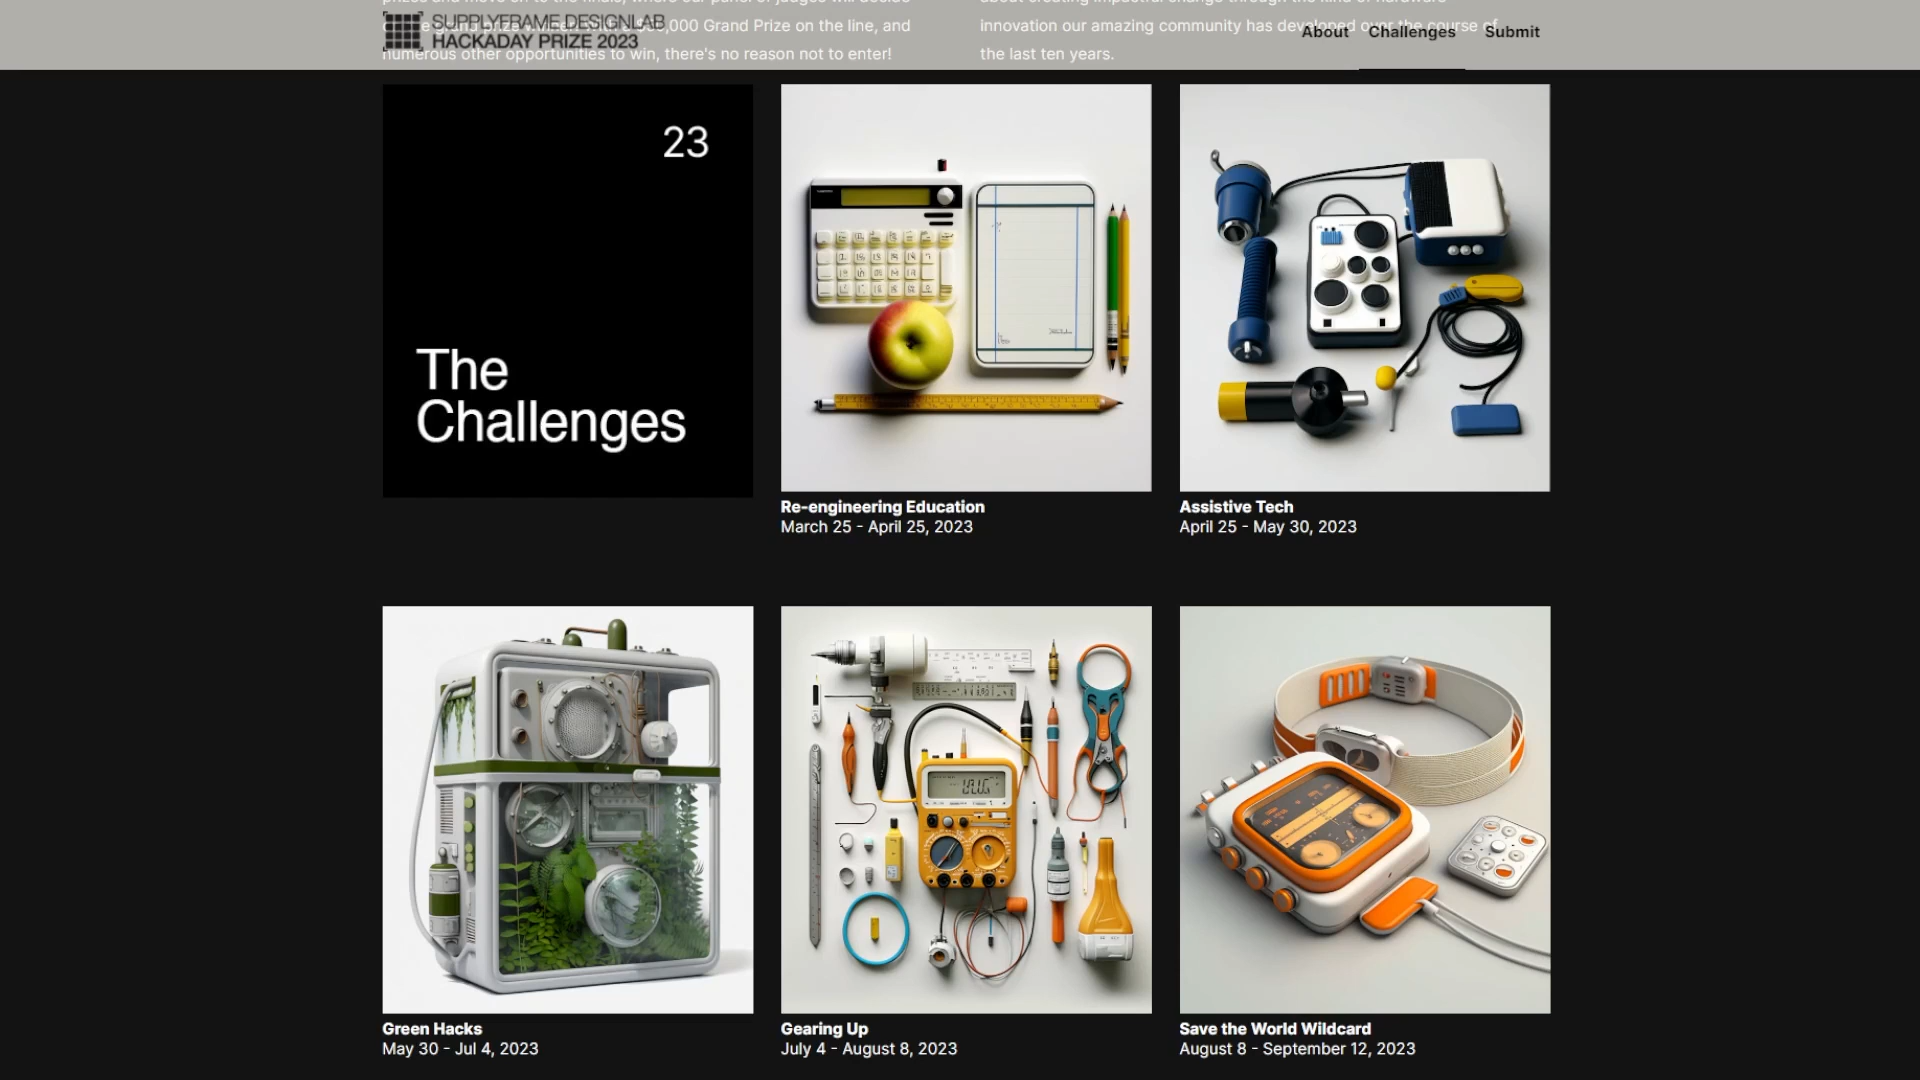 SUPPLYFRAME DESIGNLAB
HACKADAY PRIZE 2023
About
Challenges
Submit
,000 Grand Prize on the line, and
numerous other opportunities to win, there's no reason not to enter!
innovation our amazing community has developed over the course of
the last ten years.
23
The
Challenges
Re-engineering Education
March 25 - April 25, 2023
Assistive Tech
April 25 - May 30, 2023
Green Hacks
May 30 - Jul 4, 2023
Gearing Up
July 4 - August 8, 2023
Save the World Wildcard
August 8 - September 12, 2023